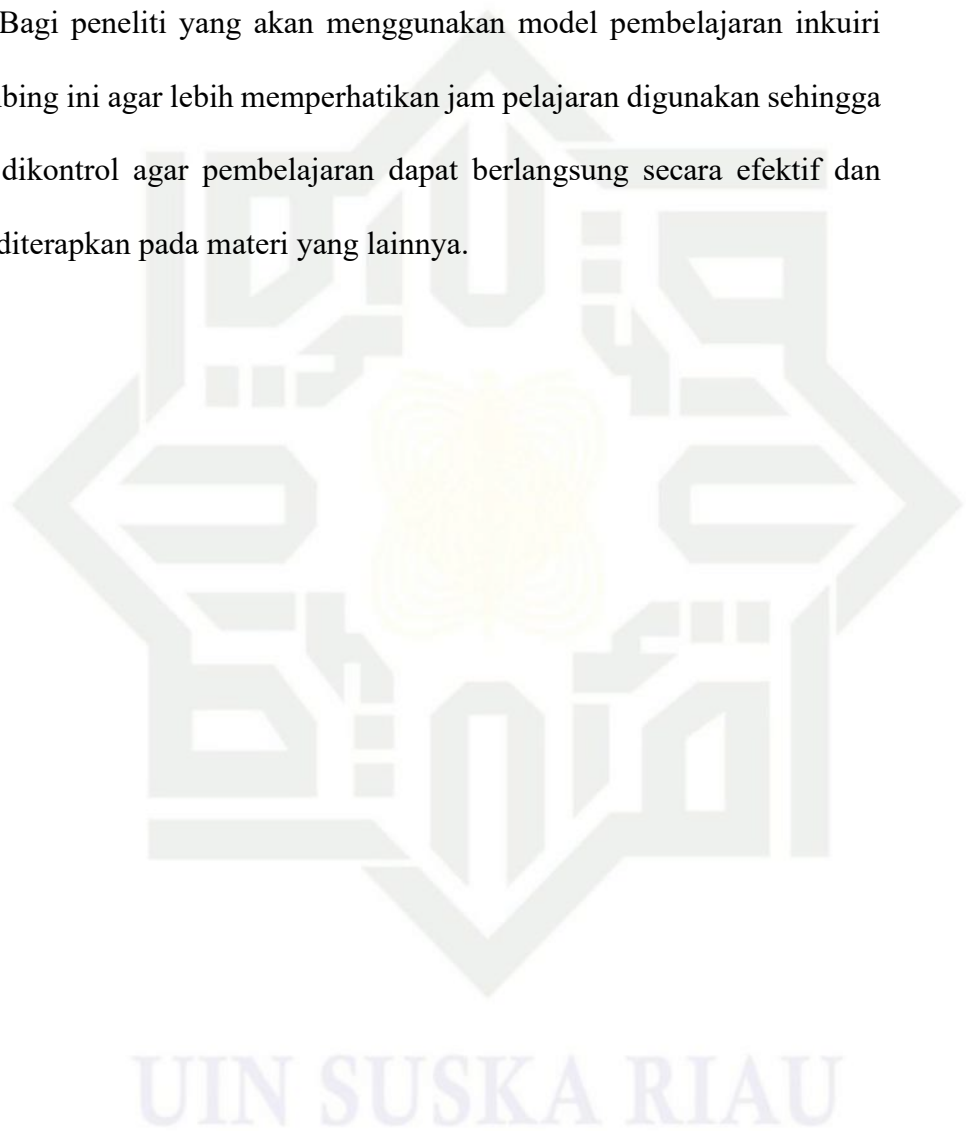 Bagi peneliti yang akan menggunakan model pembelajaran inkuiri
bing ini agar lebih memperhatikan jam pelajaran digunakan sehingga
dikontrol agar pembelajaran dapat berlangsung secara efektif dan
diterapkan pada materi yang lainnya.
UIN SUSKA RIAU